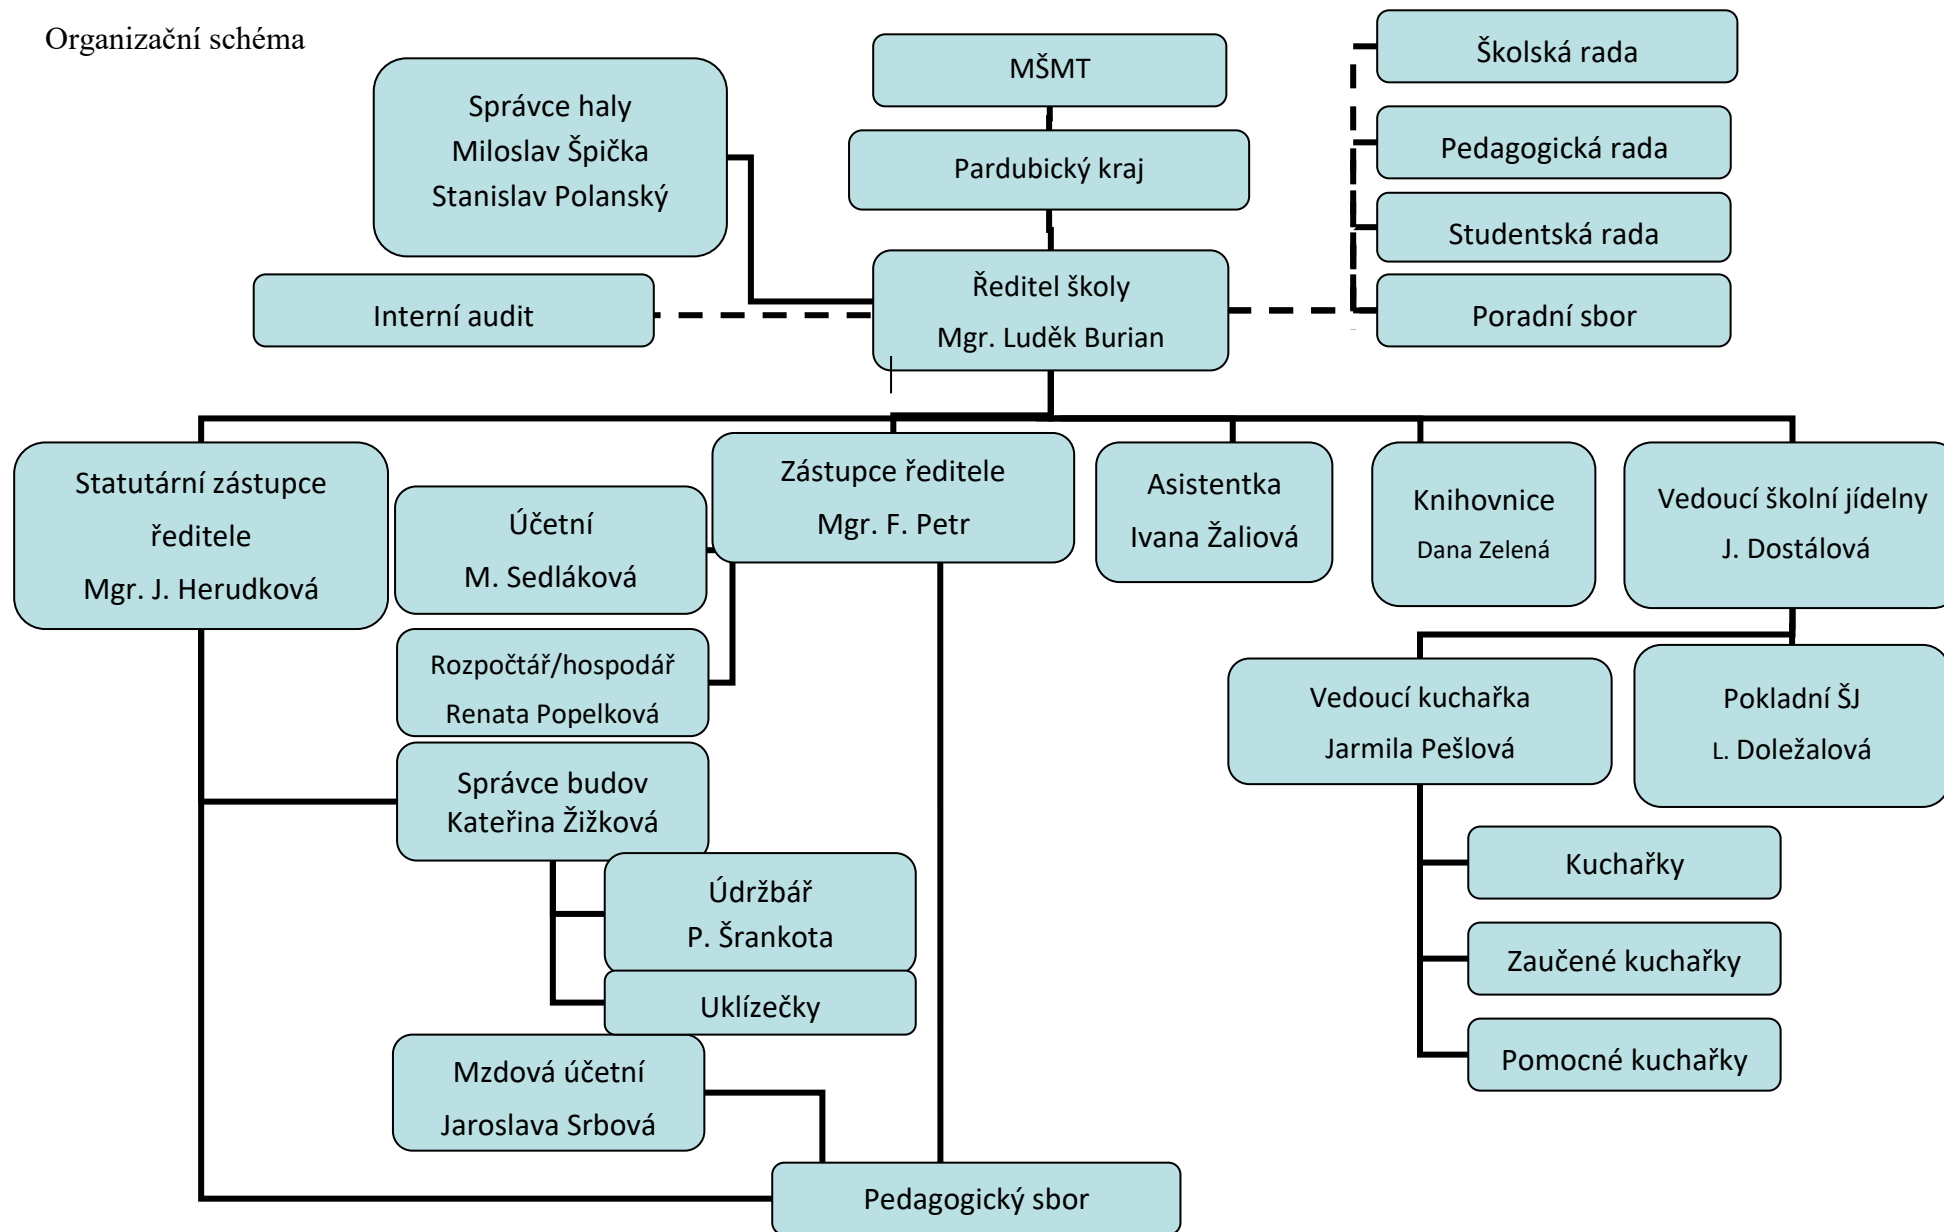 Organizační schéma
MŠMT
Školská rada
Správce haly
Miloslav Špička
Stanislav Polanský
Pardubický kraj
Pedagogická rada
Studentská rada
Interní audit
Ředitel školy
Mgr. Luděk Burian
Poradní sbor
Statutární zástupce
ředitele
Mgr. J. Herudková
Účetní
M. Sedláková
Zástupce ředitele
Mgr. F. Petr
Asistentka
Ivana Žaliová
Knihovnice
Dana Zelená
Vedoucí školní jídelny
J. Dostálová
Rozpočtář/hospodář
Renata Popelková
Vedoucí kuchařka
Jarmila Pešlová
Pokladní ŠJ
L. Doležalová
Správce budov
Kateřina Žižková
Údržbář
P. Šrankota
Uklízečky
Kuchařky
Zaučené kuchařky
Pomocné kuchařky
Mzdová účetní
Jaroslava Srbová
Pedagogický sbor